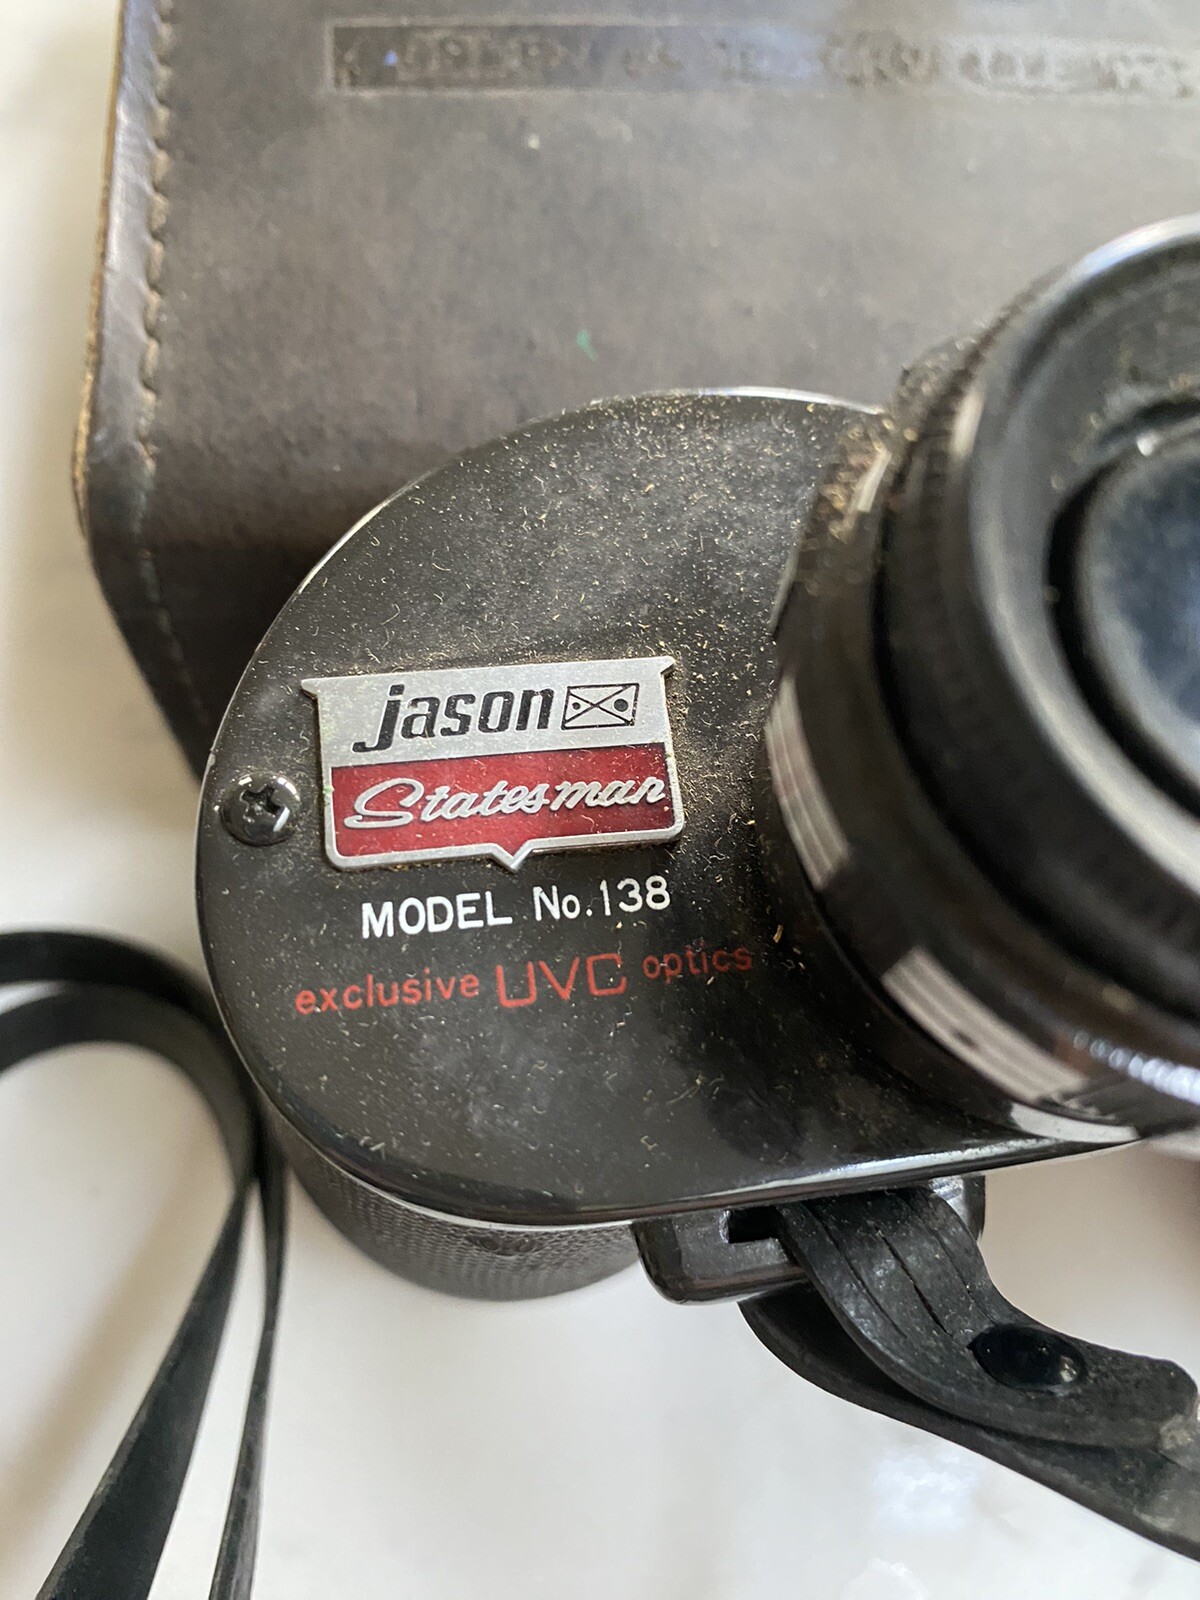 jason
Statesman
MODEL No.138
exclusive UVC optics